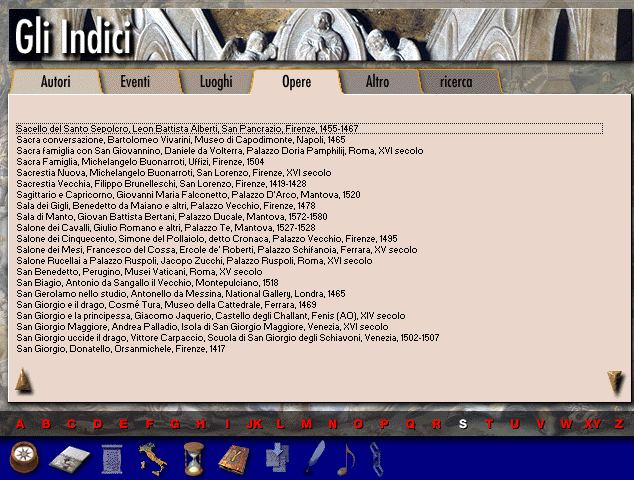 Gli Indici
Autori Eventi Luoghi Opere Altro ricerca
Sacello del Santo Sepolcro, Leon Battista Alberti, San Pancrazio, Firenze, 1455-1467
Sacra conversazione, Bartolomeo Vivarini, Museo di Capodimonte, Napoli, 1465
Sacra famiglia con San Giovannino, Daniele da Volterra, Palazzo Doria Pamphilij, Roma, XVI secolo
Sacra Famiglia, Michelangelo Buonarroti, Uffizi, Firenze, 1504
Sacrestia Nuova, Michelangelo Buonarroti, San Lorenzo, Firenze, XVI secolo
Sacrestia Vecchia, Filippo Brunelleschi, San Lorenzo, Firenze, 1419-1428
Sagittario e Capricorno, Giovanni Maria Falconetto, Palazzo D'Arco, Mantova, 1520
Sala dei Gigli, Benedetto da Maiano e altri, Palazzo Vecchio, Firenze, 1478
Sala di Manto, Giovan Battista Bertani, Palazzo Ducale, Mantova, 1572-1580
Salone dei Cavalli, Giulio Romano e altri, Palazzo Te, Mantova, 1527-1528
Salone dei Cinquecento, Simone del Pollaiolo, detto Cronaca, Palazzo Vecchio, Firenze, 1495
Salone dei Mesi, Francesco del Cossa, Ercole de' Roberti, Palazzo Schifanoia, Ferrara, XV secolo
Salone Rucellai a Palazzo Ruspoli, Jacopo Zucchi, Palazzo Ruspoli, Roma, XVI secolo
San Benedetto, Perugino, Musei Vaticani, Roma, XV secolo
San Biagio, Antonio da Sangallo il Vecchio, Montepulciano, 1518
San Gerolamo nello studio, Antonello da Messina, National Gallery, Londra, 1465
San Giorgio e il drago, Cosmé Tura, Museo della Cattedrale, Ferrara, 1469
San Giorgio e la principessa, Giacomo Jaquerio, Castello degli Challant, Fenis (AO), XIV secolo
San Giorgio Maggiore, Andrea Palladio, Isola di San Giorgio Maggiore, Venezia, XVI secolo
San Giorgio uccide il drago, Vittore Carpaccio, Scuola di San Giorgio degli Schiavoni, Venezia, 1502-1507
San Giorgio, Donatello, Orsanmichele, Firenze, 1417
A B C D E F G H I JK L M N O P Q R S T U V W XY Z